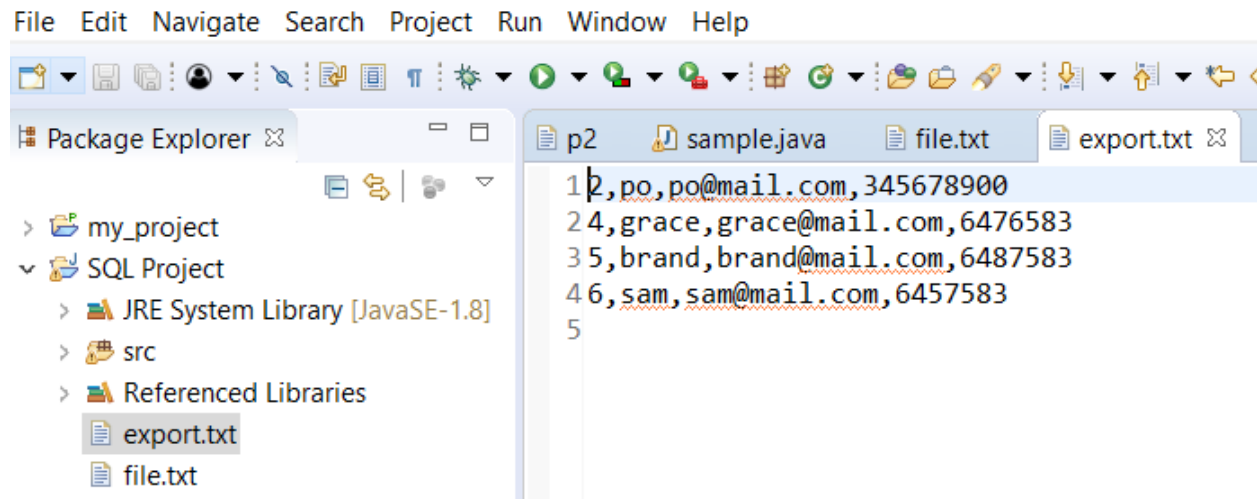 File Edit Navigate Search Project Run Window Help
Package Explorer
my_project
SQL Project
JRE System Library [JavaSE-1.8]
src
Referenced Libraries
export.txt
file.txt
p2 sample.java file.txt export.txt
1 2,po,po@mail.com,345678900
2 4,grace,grace@mail.com,6476583
3 5,brand,brand@mail.com,6487583
4 6,sam,sam@mail.com,6457583
5